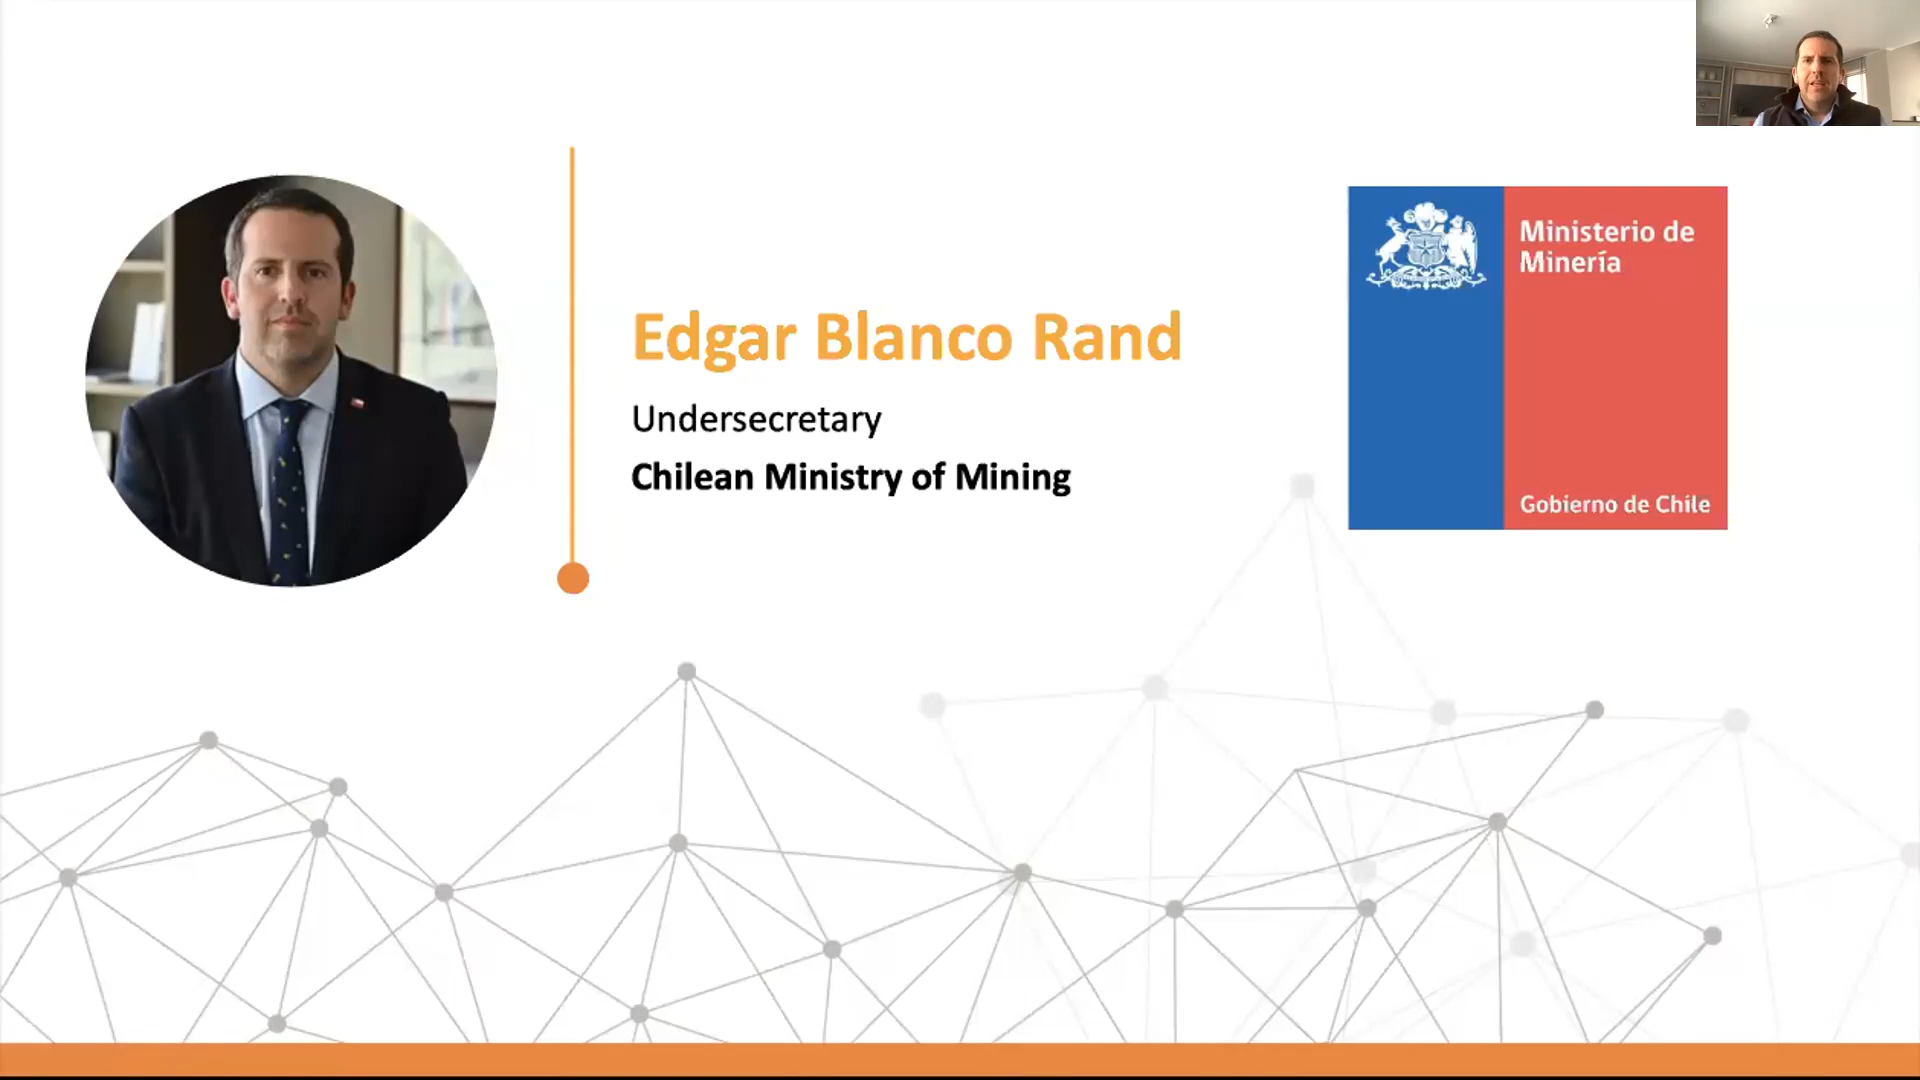 Edgar Blanco Rand
Undersecretary
Chilean Ministry of Mining
Ministerio de
Minería
Gobierno de Chile